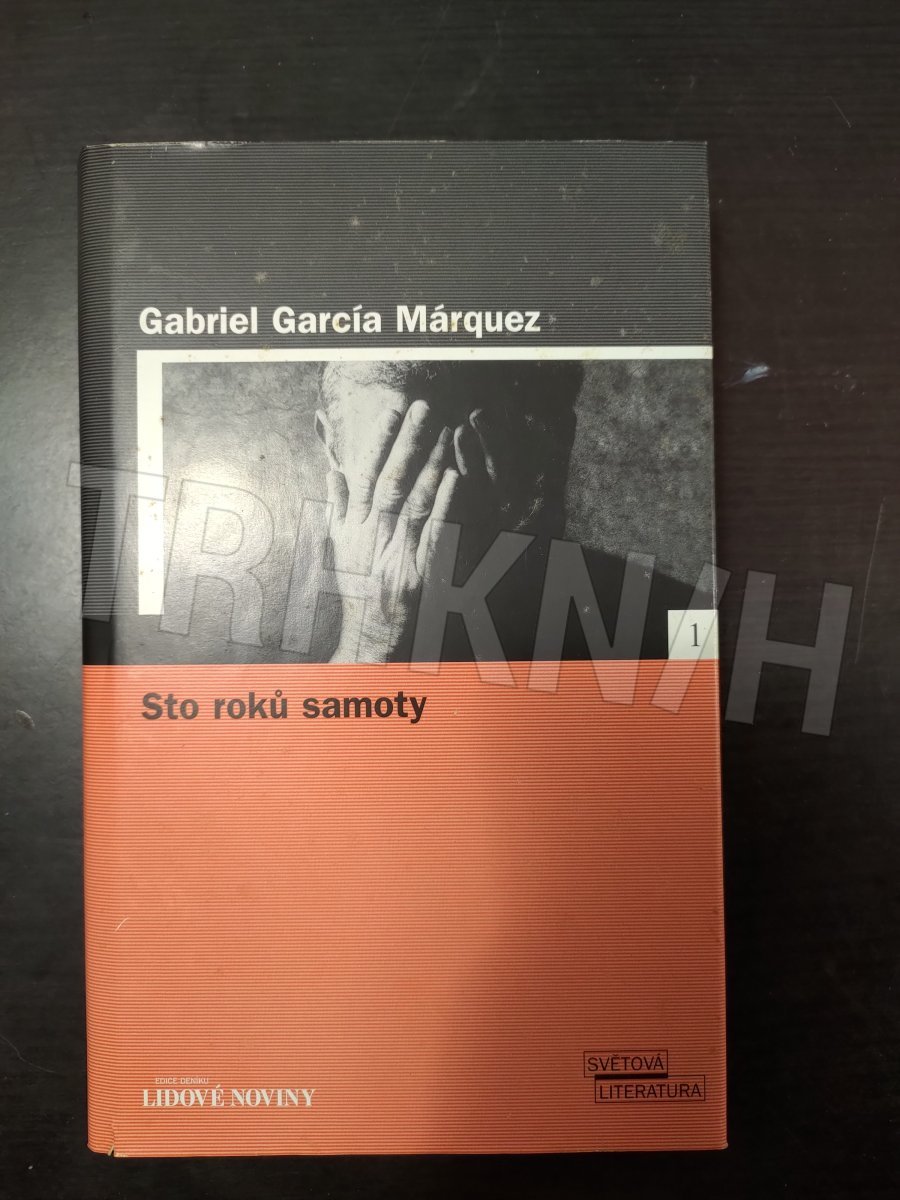 Gabriel García Márquez
TRH KNIH
1
Sto roků samoty
EDICE DENÍKU
LIDOVÉ NOVINY
SVĚTOVÁ
LITERATURA